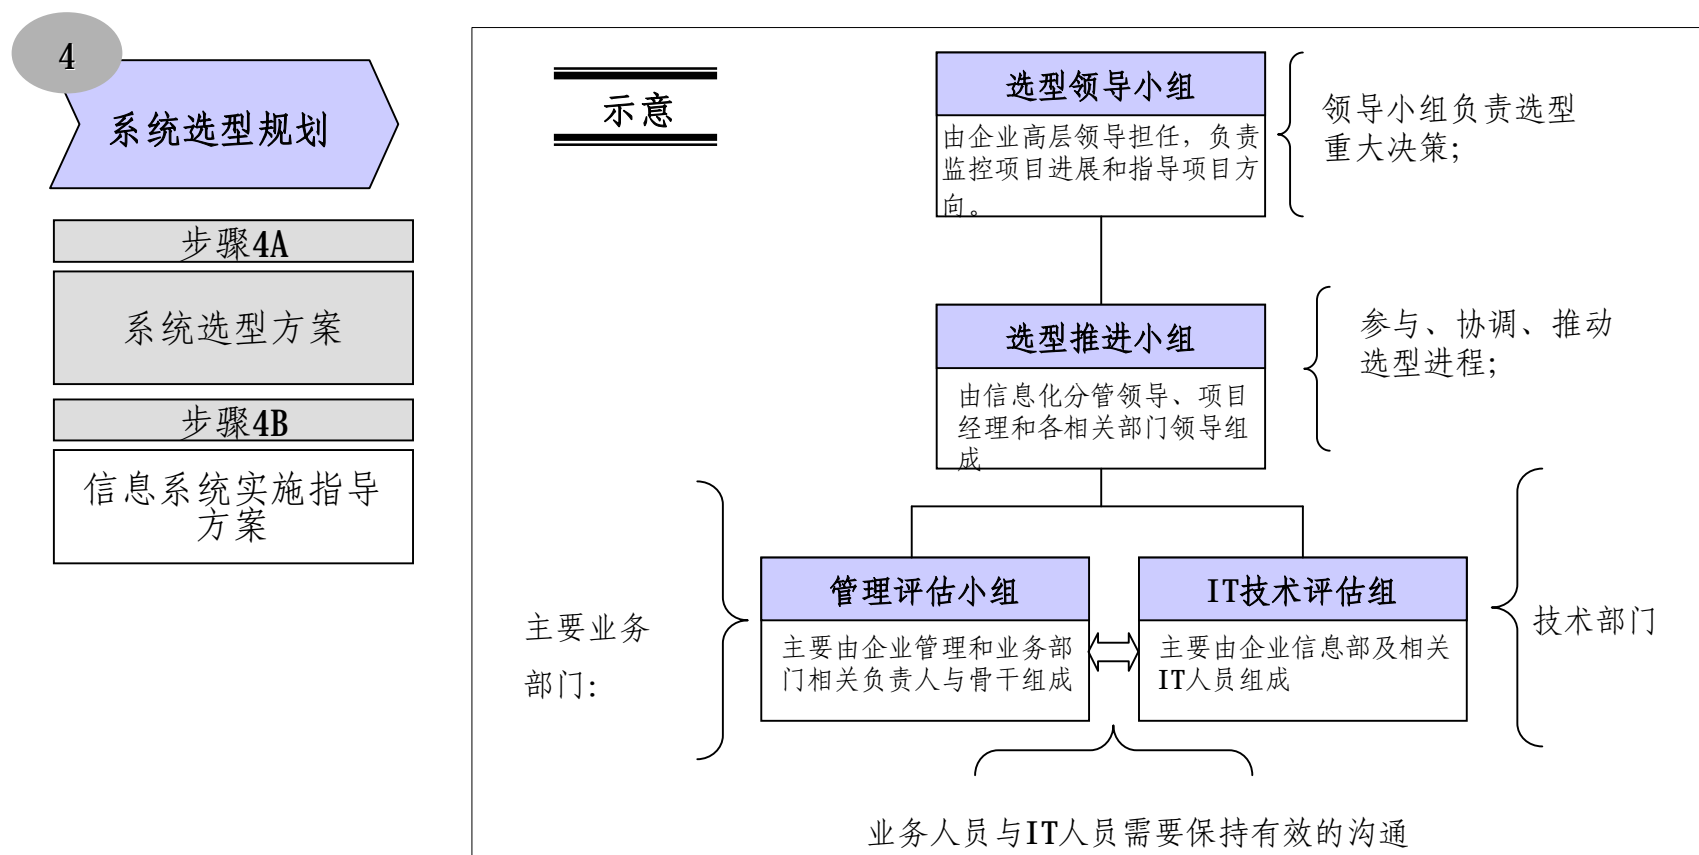 4
系统选型规划
步骤4A
系统选型方案
步骤4B
信息系统实施指导
方案
示意
选型领导小组
由企业高层领导担任，负责
监控项目进展和指导项目方
向。
领导小组负责选型
重大决策；
选型推进小组
由信息化分管领导、项目
经理和各相关部门领导组
成
参与、协调、推动
选型进程；
主要业务
部门：
管理评估小组
主要由企业管理和业务部
门相关负责人与骨干组成
IT技术评估组
主要由企业信息部及相关
IT人员组成
技术部门
业务人员与IT人员需要保持有效的沟通